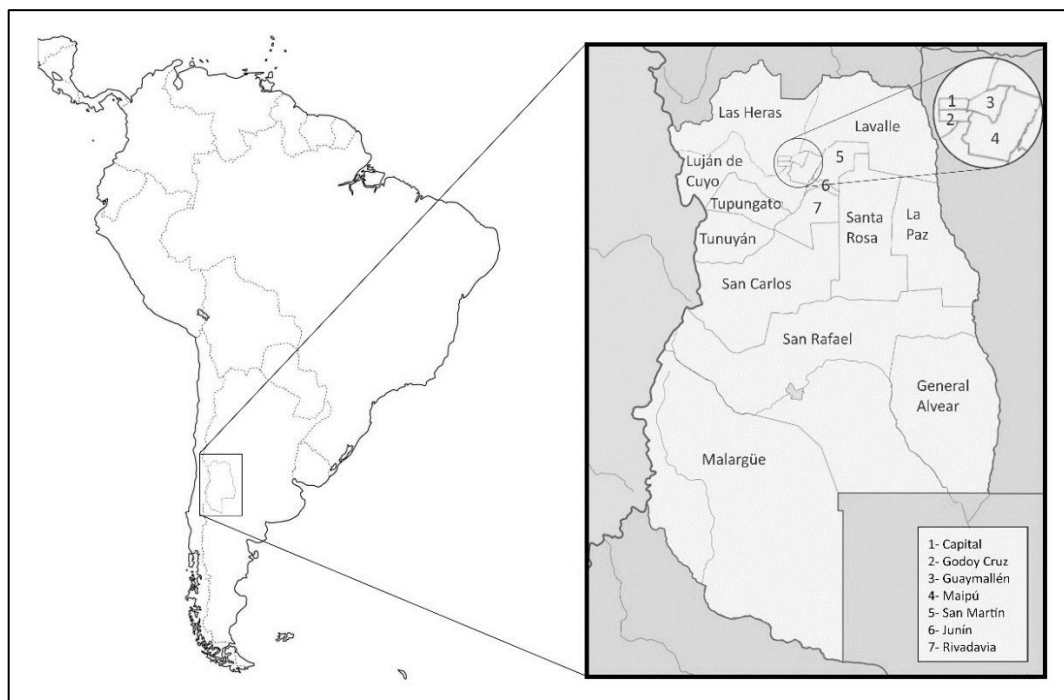 Las Heras
Lavalle
1
3
2
4
5
Luján de
Cuyo
6
Tupungato
7
Santa
Rosa
La
Paz
Tunuyán
San Carlos
San Rafael
General
Alvear
Malargüe
1- Capital
2- Godoy Cruz
3- Guaymallén
4- Maipú
5- San Martín
6- Junín
7- Rivadavia